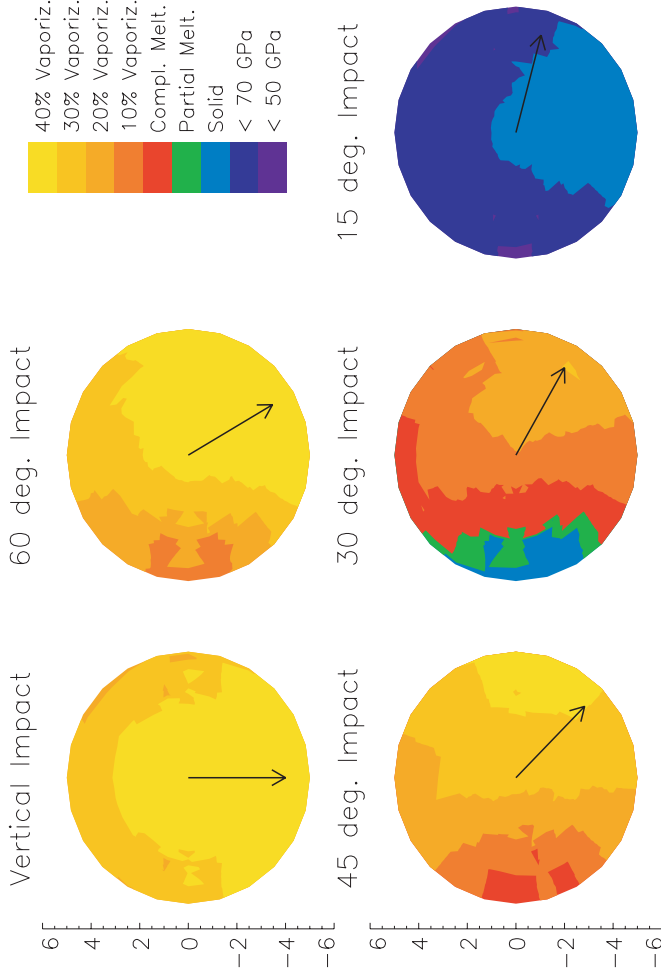 Vertical Impact
60 deg. Impact
40% Vaporiz.
30% Vaporiz.
20% Vaporiz.
10% Vaporiz.
Compl. Melt.
Partial Melt.
Solid
< 70 GPa
< 50 GPa
6
4
2
0
−2
−4
−6
45 deg. Impact
30 deg. Impact
15 deg. Impact
6
4
2
0
−2
−4
−6